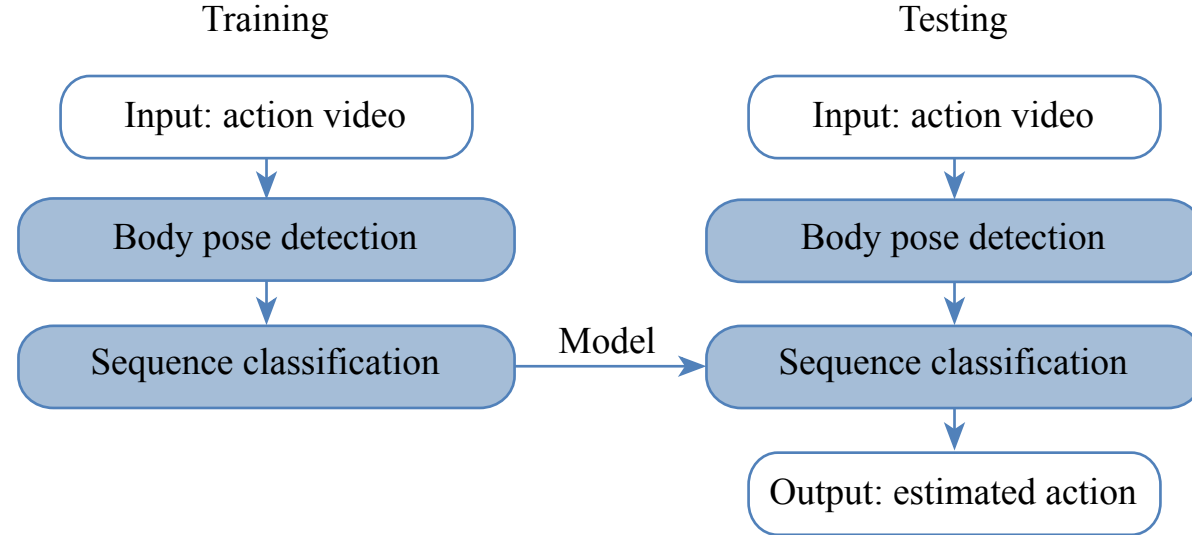 Training
Input: action video
Body pose detection
Sequence classification
Model
Testing
Input: action video
Body pose detection
Sequence classification
Output: estimated action